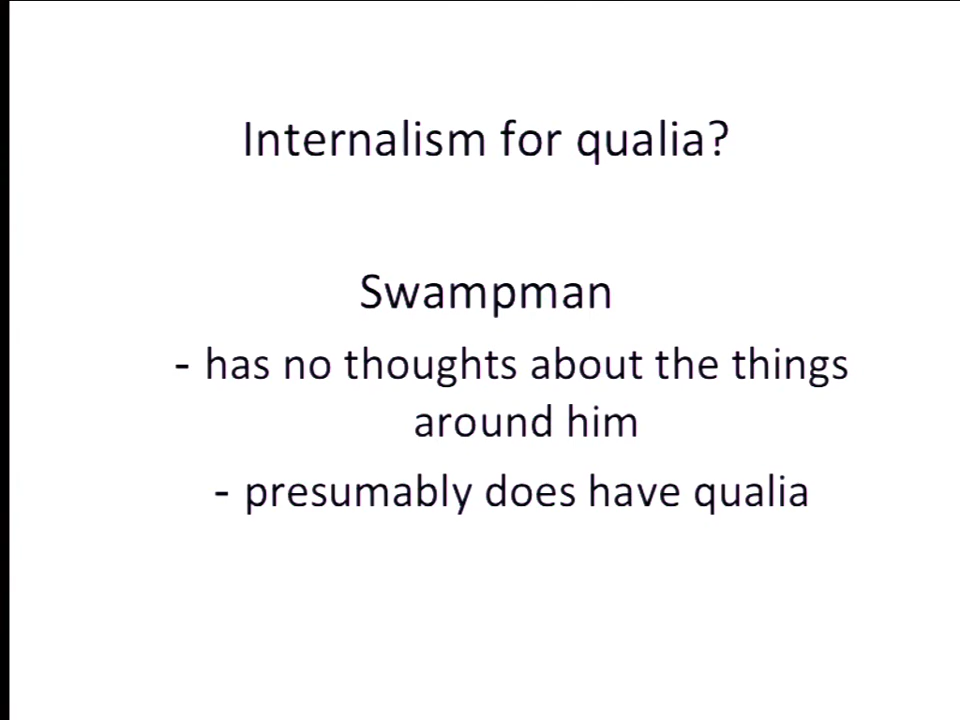 Internalism for qualia?
Swampman
- has no thoughts about the things
around him
- presumably does have qualia